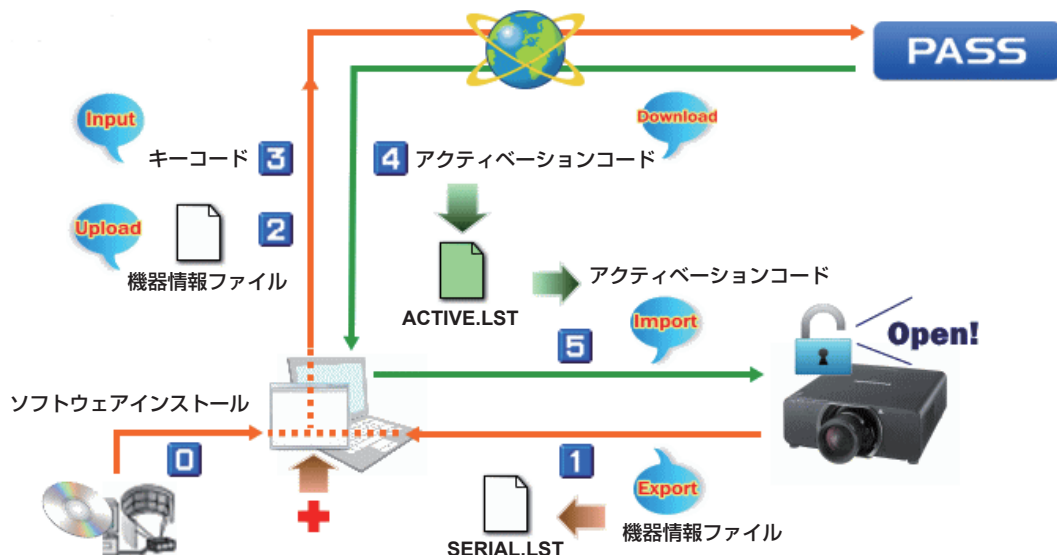 PASS
Input
Download
キーコード 3
4 アクティベーションコード
Upload
2
機器情報ファイル
アクティベーションコード
ACTIVE.LST
Import
5
Open!
ソフトウェアインストール
0
1
Export
機器情報ファイル
SERIAL.LST